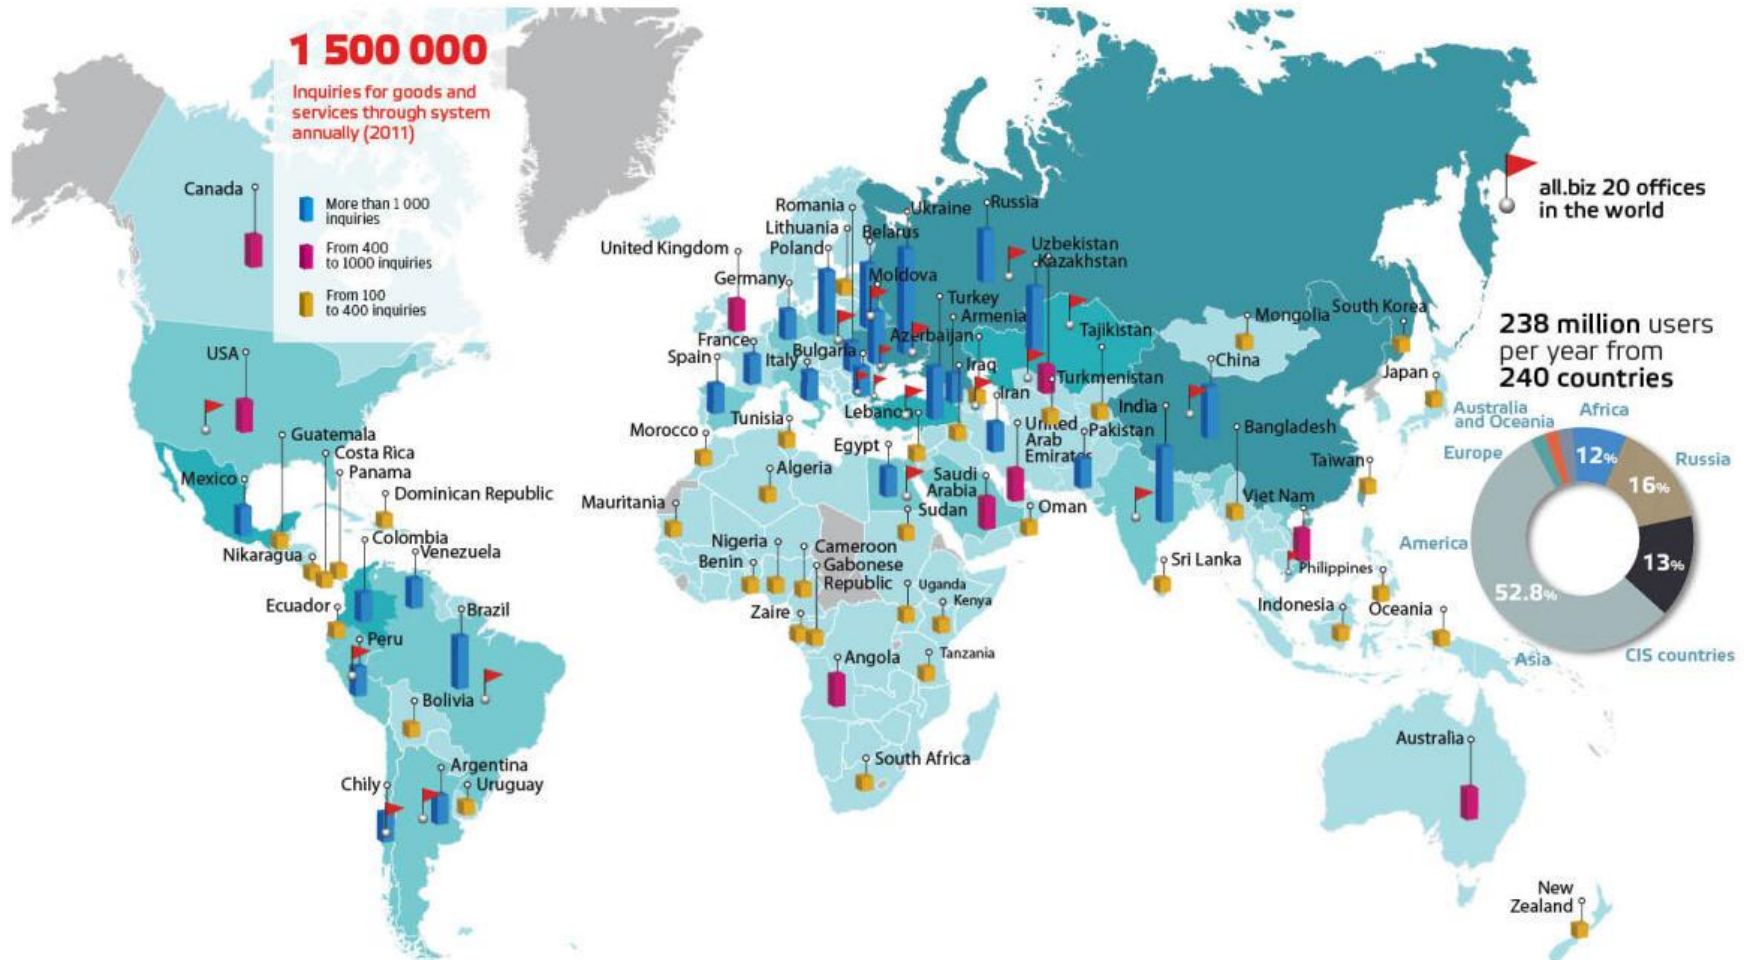 1 500 000
Inquiries for goods and
services through system
annually (2011)
More than 1 000
inquiries
From 400
to 1000 inquiries
From 100
to 400 inquiries
Canada
USA
Mexico
Guatemala
Costa Rica
Panama
Dominican Republic
Nikaragua
Colombia
Venezuela
Ecuador
Peru
Brazil
Bolivia
Chily
Argentina
Uruguay
United Kingdom
Romania
Lithuania
Poland
Germany
Ukraine
Belarus
Russia
Moldova
Uzbekistan
Kazakhstan
Turkey
Armenia
Azerbaijan
Tajikistan
France
Spain
Italy
Bulgaria
Iraq
Turkmenistan
Iran
Lebanon
Tunisia
Morocco
Egypt
Algeria
Mauritania
United
Arab
Emirates
Pakistan
India
Saudi
Arabia
Oman
Sudan
Nigeria
Benin
Cameroon
Gabonese
Republic
Zaire
Uganda
Kenya
Angola
Tanzania
South Africa
Mongolia
South Korea
China
Japan
Bangladesh
Taiwan
Viet Nam
Sri Lanka
Philippines
Indonesia
Oceania
Australia
New
Zealand
all.biz 20 offices
in the world
238 million users
per year from
240 countries
Australia
and Oceania
Africa
Europe
Russia
America
Asia
CIS countries
12%
16%
13%
52.8%